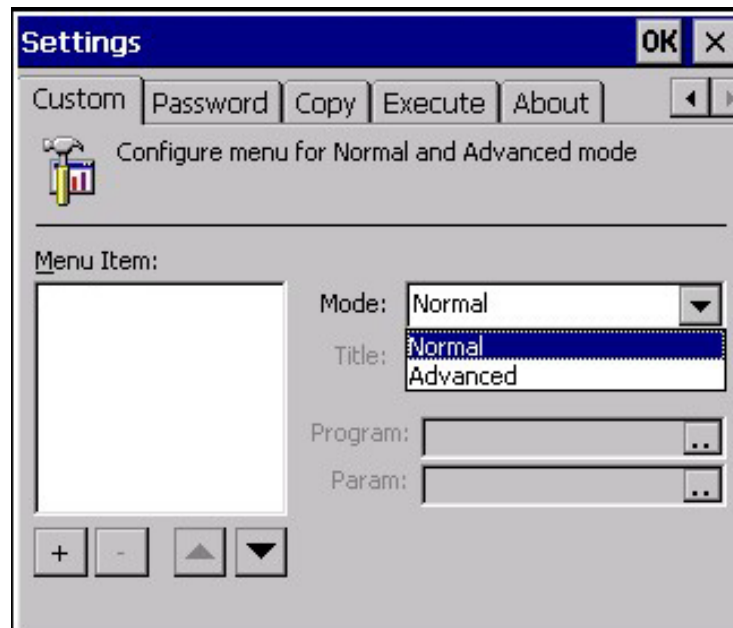 Settings OK ×
Custom Password Copy Execute About
Configure menu for Normal and Advanced mode
Menu Item:
Mode: Normal
Title: Normal
Advanced
Program: ..
Param: ..
+ -